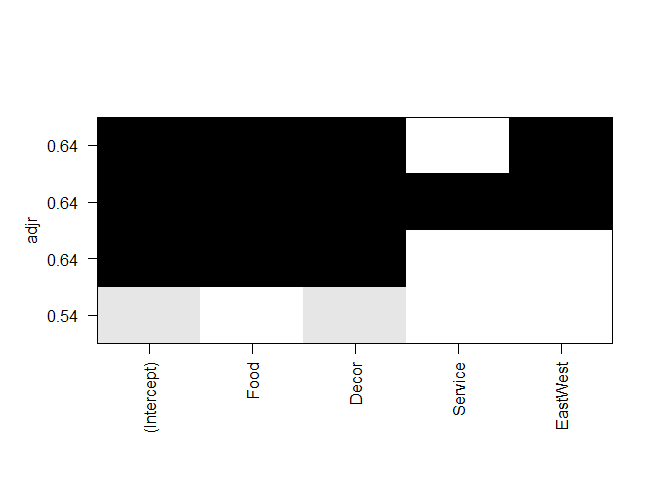 0.64
0.64
0.64
0.54
adjr
(Intercept)
Food
Decor
Service
EastWest